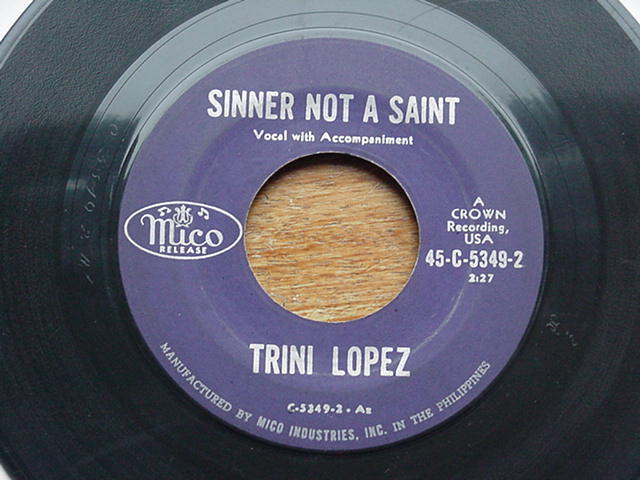 SINNER NOT A SAINT
Vocal with Accompaniment
Mico
RELEASE
A
CROWN
Recording,
USA
45-C-5349-2
2:27
TRINI LOPEZ
C-5349-2 • Az
MANUFACTURED BY MICO INDUSTRIES, INC. IN THE PHILIPPINES